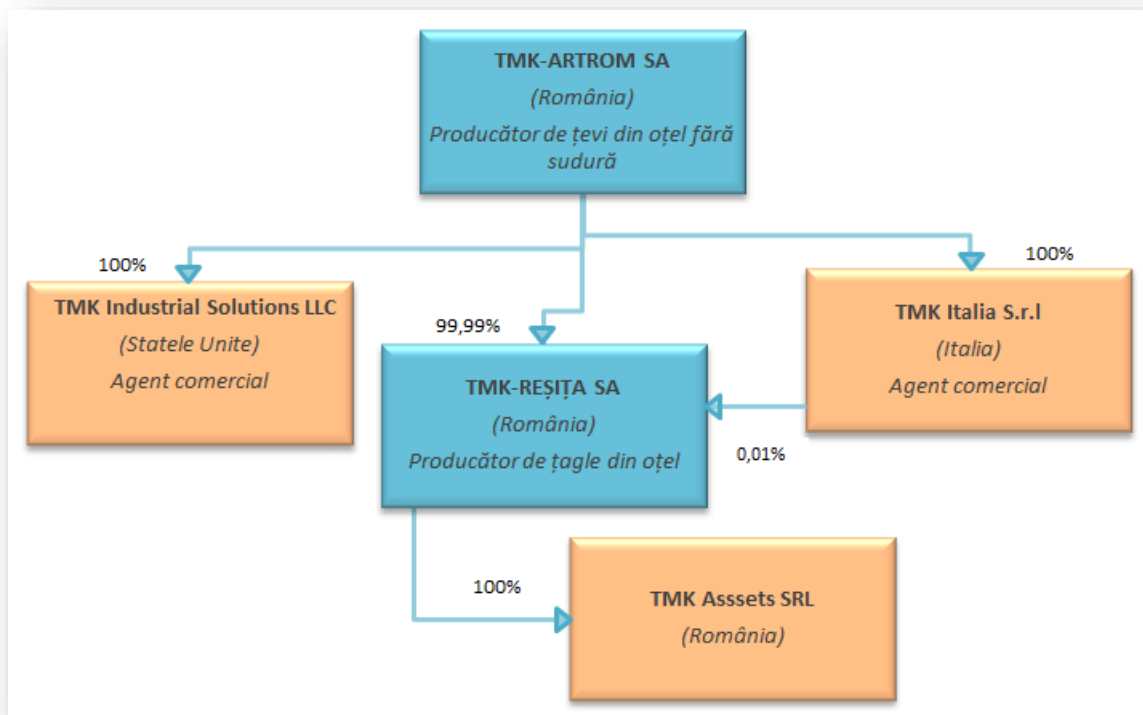 TMK-ARTROM SA
(România)
Producător de țevi din oțel fără
sudură
100%
TMK Industrial Solutions LLC
(Statele Unite)
Agent comercial
100%
TMK Italia S.r.l
(Italia)
Agent comercial
99,99%
TMK-REȘIȚA SA
(România)
Producător de țagle din oțel
0,01%
100%
TMK Asssets SRL
(România)